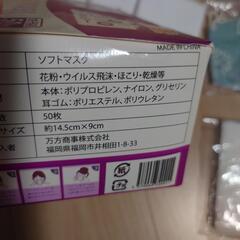 MADE IN CHINA
ソフトマスク
花粉・ウイルス飛沫・ほこり・乾燥等
本体:ポリプロピレン、ナイロン、グリセリン
耳ゴム:ポリエステル、ポリウレタン
50枚
サイズ 約14.5cm×9cm
入者 万方商事株式会社
福岡県福岡市井相田1-8-33
紙